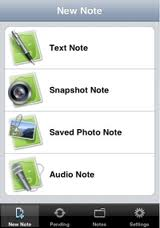 New Note
Text Note
Snapshot Note
Saved Photo Note
Audio Note
New Note Pending Notes Settings